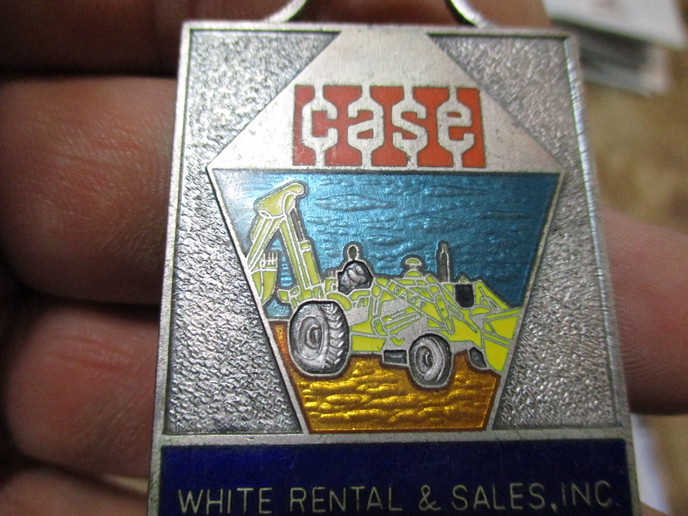 case
WHITE RENTAL & SALES, INC